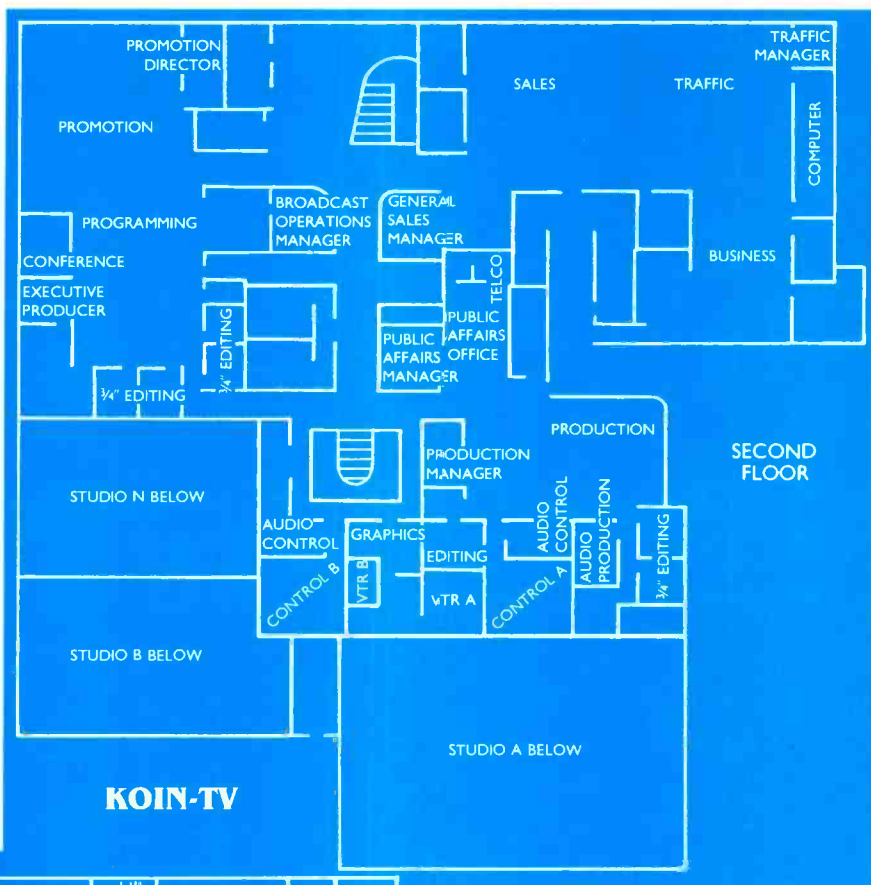 PROMOTION
DIRECTOR
TRAFFIC
MANAGER
SALES
TRAFFIC
PROMOTION
COMPUTER
BROADCAST
OPERATIONS
MANAGER
GENERAL
SALES
MANAGER
PROGRAMMING
CONFERENCE
BUSINESS
TELCO
EXECUTIVE
PRODUCER
3/4" EDITING
PUBLIC
AFFAIRS
OFFICE
PUBLIC
AFFAIRS
MANAGER
3/4" EDITING
PRODUCTION
SECOND
FLOOR
PRODUCTION
MANAGER
STUDIO N BELOW
AUDIO
CONTROL
GRAPHICS
EDITING
AUDIO
CONTROL
AUDIO
PRODUCTION
3/4" EDITING
CONTROL B
VTR B
VTR A
CONTROL A
STUDIO B BELOW
STUDIO A BELOW
KOIN-TV